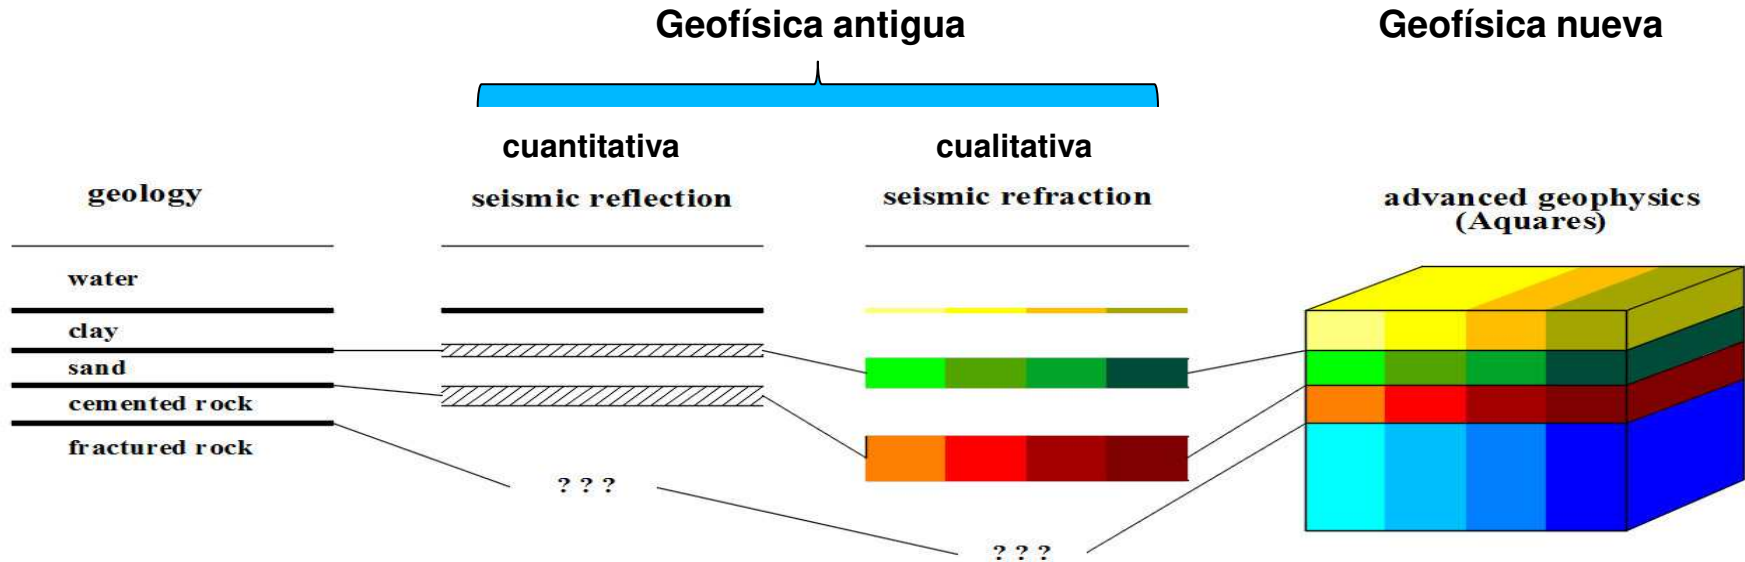 Geofísica antigua
Geofísica nueva
cuantitativa
cualitativa
geology
seismic reflection
seismic refraction
advanced geophysics
(Aquares)
water
clay
sand
cemented rock
fractured rock
? ? ?
? ? ?